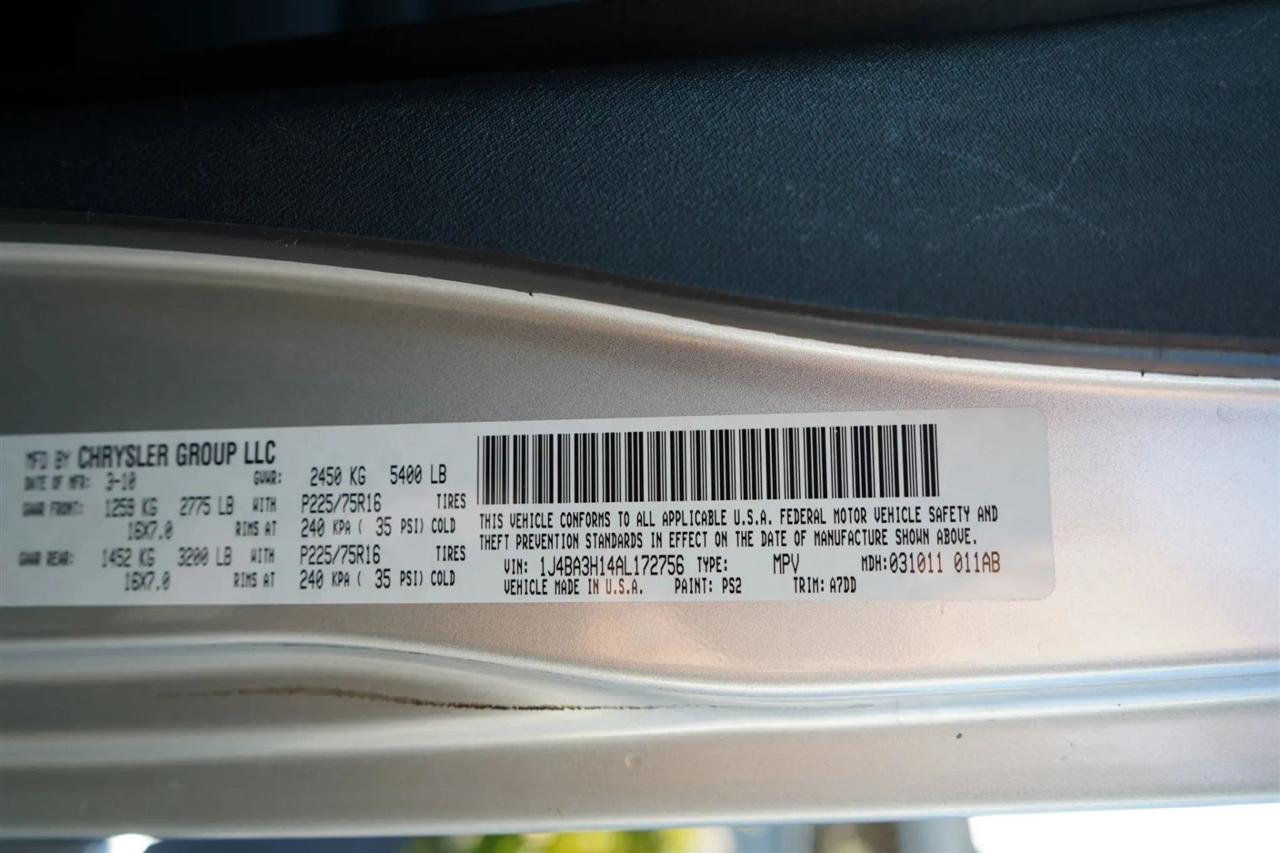 MFD BY CHRYSLER GROUP LLC
DATE OF MFR: 3-10 GVWR: 2450 KG 5400 LB
GAWR FRONT: 1259 KG 2775 LB WITH P225/75R16 TIRES
16X7.0 RIMS AT 240 KPA ( 35 PSI) COLD
GAWR REAR: 1452 KG 3200 LB WITH P225/75R16 TIRES
16X7.0 RIMS AT 240 KPA ( 35 PSI) COLD
THIS VEHICLE CONFORMS TO ALL APPLICABLE U.S.A. FEDERAL MOTOR VEHICLE SAFETY AND
THEFT PREVENTION STANDARDS IN EFFECT ON THE DATE OF MANUFACTURE SHOWN ABOVE.
VIN: 1J4BA3H14AL172756 TYPE: MPV MDH:031011 011AB
VEHICLE MADE IN U.S.A. PAINT: PS2 TRIM: A7DD